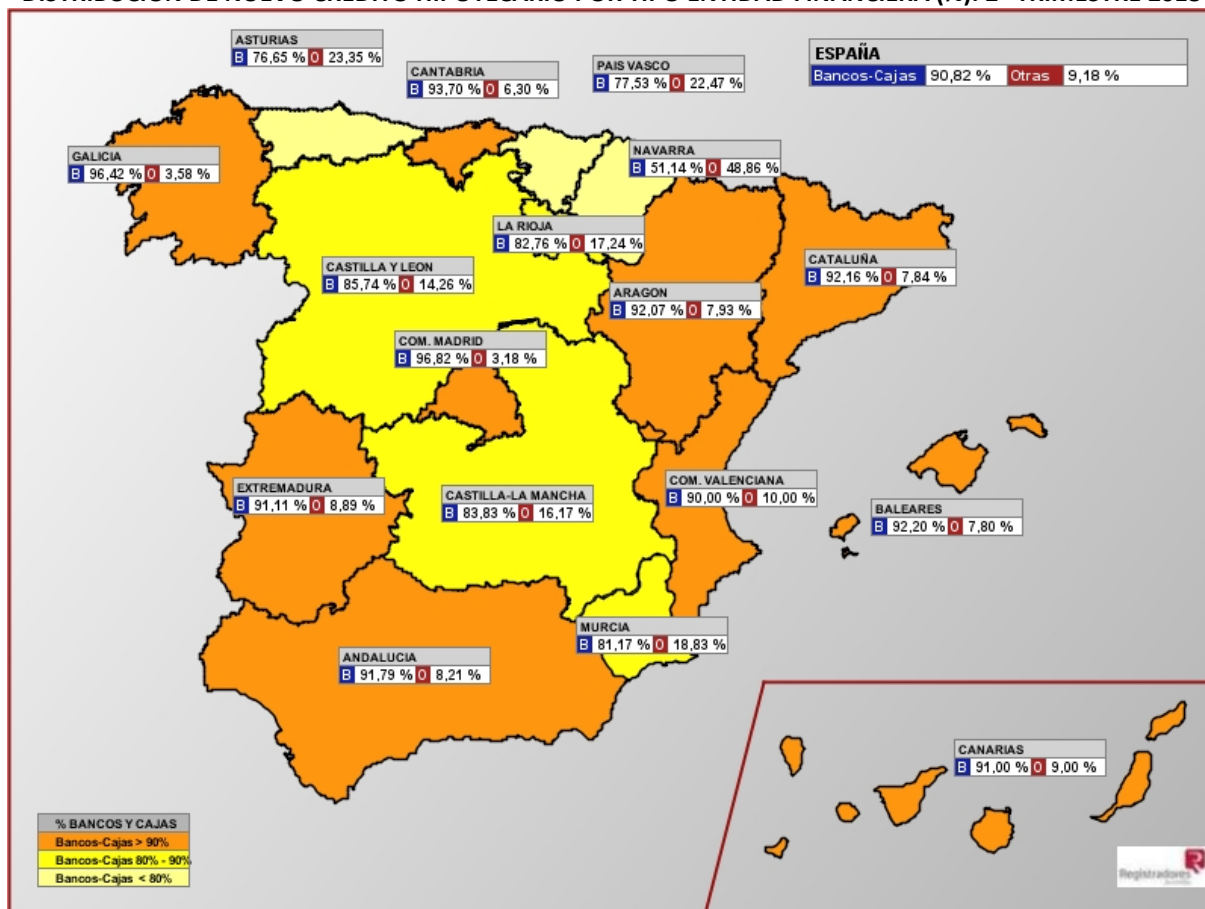 ASTURIAS
B 76,65 % O 23,35 %
CANTABRIA
B 93,70 % O 6,30 %
PAIS VASCO
B 77,53 % O 22,47 %
ESPAÑA
Bancos-Cajas 90,82 % Otras 9,18 %
GALICIA
B 96,42 % O 3,58 %
NAVARRA
B 51,14 % O 48,86 %
LA RIOJA
B 82,76 % O 17,24 %
CASTILLA Y LEON
B 85,74 % O 14,26 %
CATALUÑA
B 92,16 % O 7,84 %
ARAGON
B 92,07 % O 7,93 %
COM. MADRID
B 96,82 % O 3,18 %
EXTREMADURA
B 91,11 % O 8,89 %
CASTILLA-LA MANCHA
B 83,83 % O 16,17 %
COM. VALENCIANA
B 90,00 % O 10,00 %
BALEARES
B 92,20 % O 7,80 %
MURCIA
B 81,17 % O 18,83 %
ANDALUCIA
B 91,79 % O 8,21 %
CANARIAS
B 91,00 % O 9,00 %
% BANCOS Y CAJAS
Bancos-Cajas > 90%
Bancos-Cajas 80% - 90%
Bancos-Cajas < 80%
Registradores